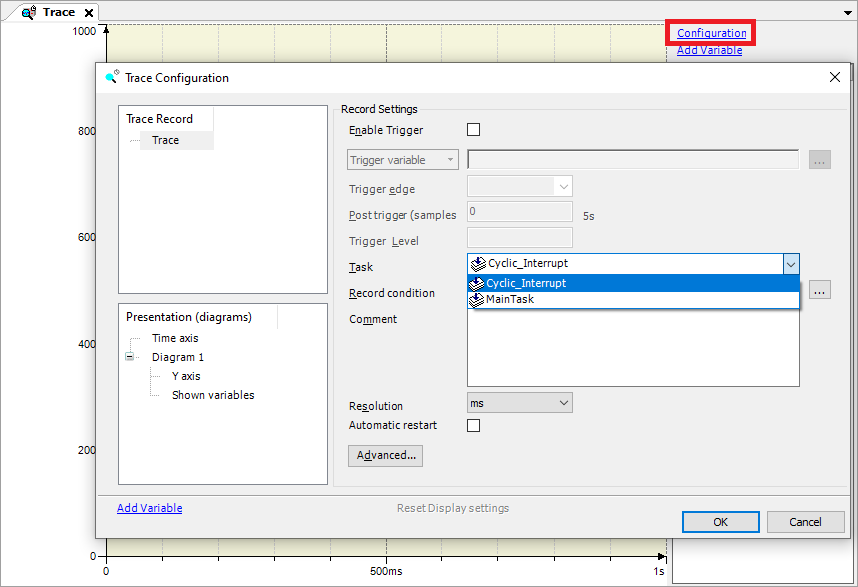 Trace
Configuration
Add Variable
1000
800
600
400
200
0
0
500ms
1s
Trace Configuration
Trace Record
Trace
Presentation (diagrams)
Time axis
Diagram 1
Y axis
Shown variables
Record Settings
Enable Trigger
Trigger variable
...
Trigger edge
Post trigger (samples
0
5s
Trigger Level
Task
Cyclic_Interrupt
Cyclic_Interrupt
MainTask
Record condition
...
Comment
Resolution
ms
Automatic restart
Advanced...
Add Variable
Reset Display settings
OK
Cancel